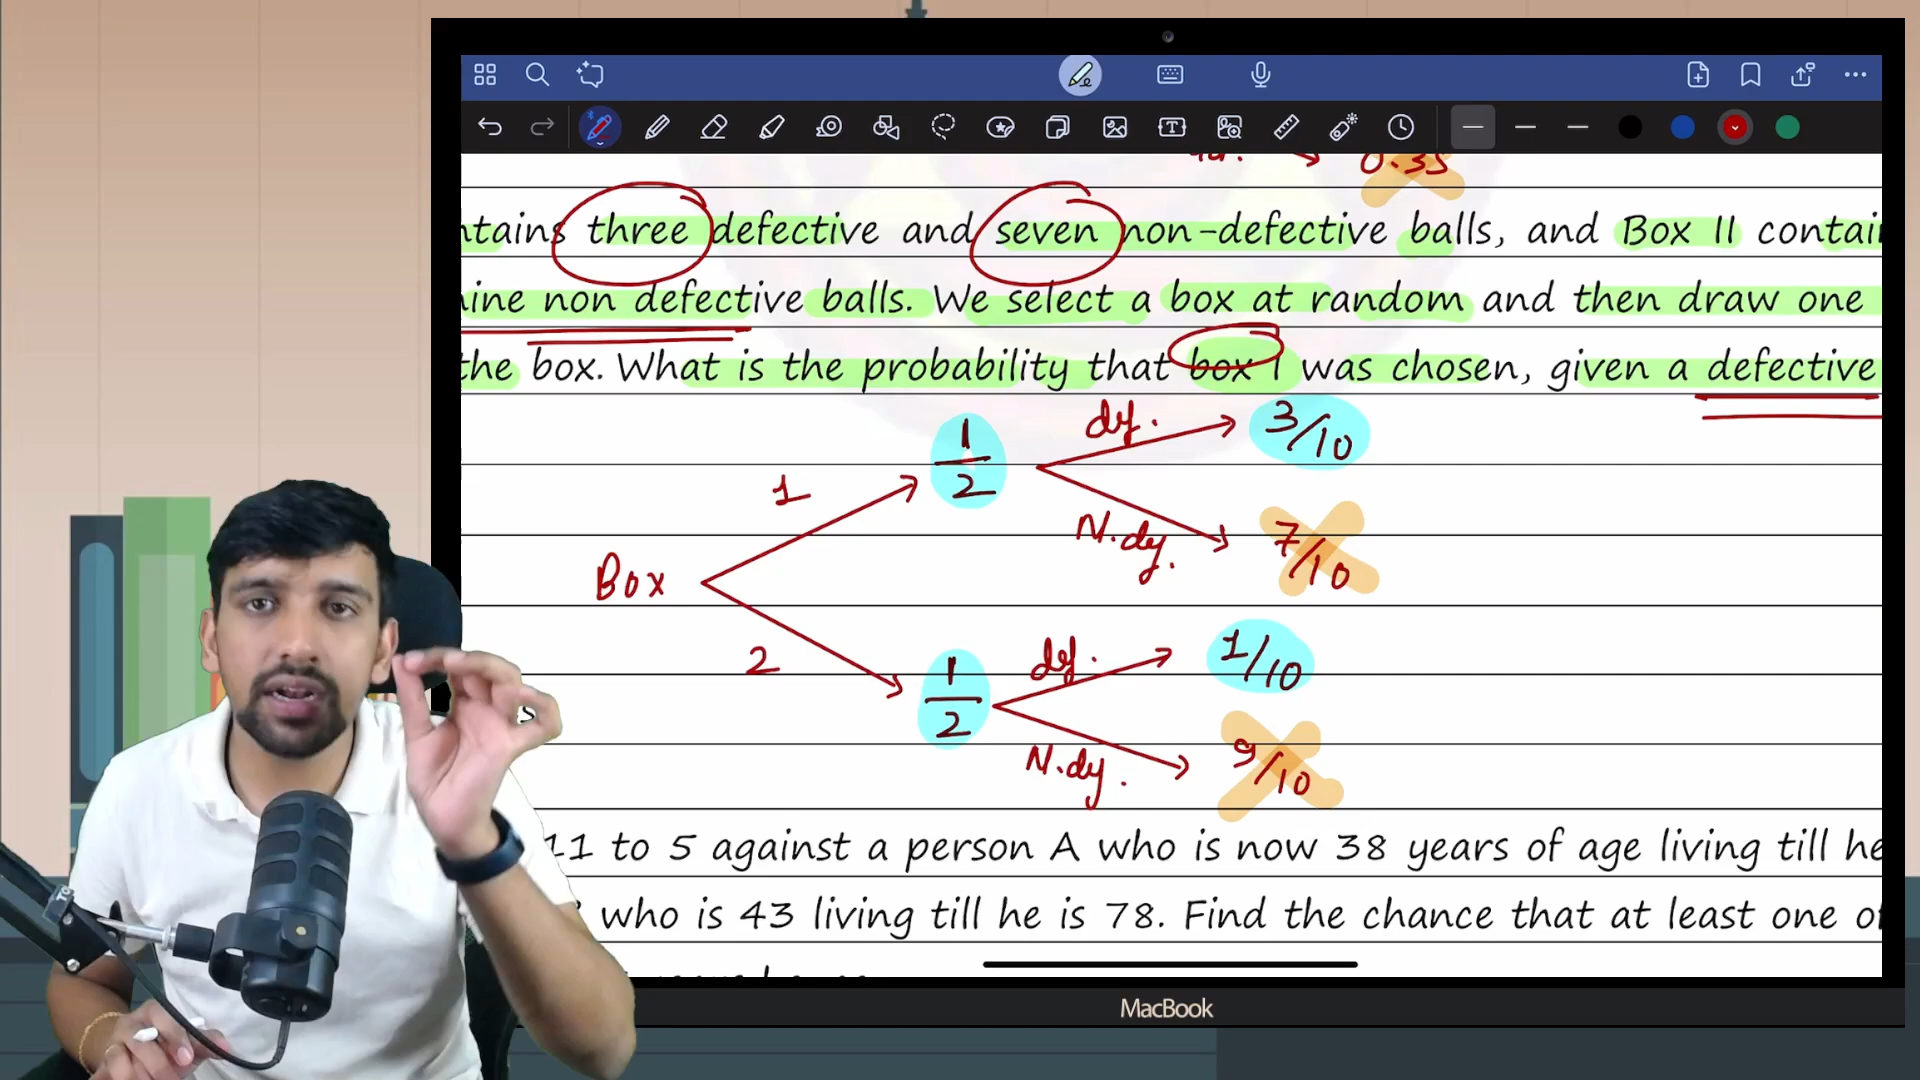 0.35
ntains three defective and seven non-defective balls, and Box II contai
ine non defective balls. We select a box at random and then draw one
the box. What is the probability that box I was chosen, given a defective
Box
1
1/2
df.
3/10
N.df.
7/10
2
1/2
df.
1/10
N.df.
9/10
11 to 5 against a person A who is now 38 years of age living till he
who is 43 living till he is 78. Find the chance that at least one of
MacBook